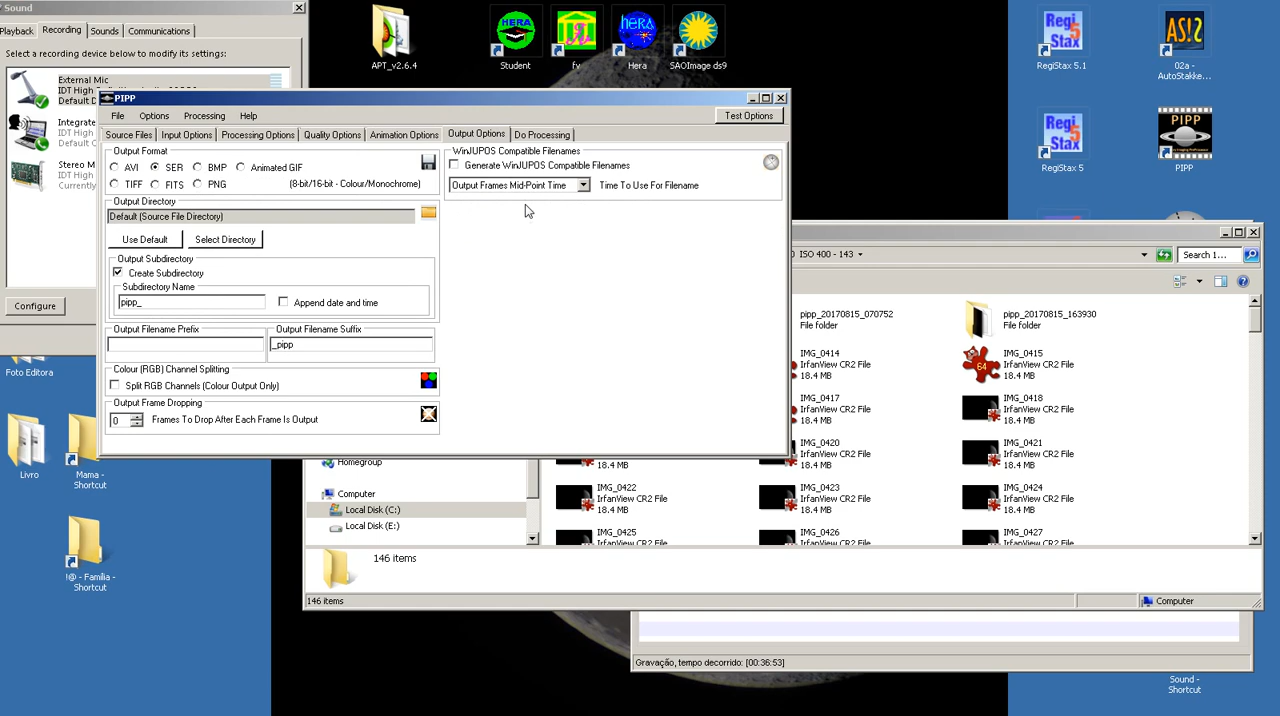 Sound
Playback
Recording
Sounds
Communications
Select a recording device below to modify its settings:
External Mic
Default D
Integrate
IDT High D
Default D
Stereo M
IDT High D
Currently
Configure
Foto Editora
Livro
Mama -
Shortcut
!@ - Família -
Shortcut
APT_v2.6.4
Student
fv
Hera
SAOImage ds9
RegiStax 5.1
02a -
AutoStakke...
RegiStax 5
PIPP
Sound -
Shortcut
PIPP
File
Options
Processing
Help
Test Options
Source Files
Input Options
Processing Options
Quality Options
Animation Options
Output Options
Do Processing
Output Format
AVI
SER
BMP
Animated GIF
TIFF
FITS
PNG
(8-bit/16-bit - Colour/Monochrome)
Output Directory
Default (Source File Directory)
Use Default
Select Directory
Output Subdirectory
Create Subdirectory
Subdirectory Name
pipp_
Append date and time
Output Filename Prefix
Output Filename Suffix
_pipp
Colour (RGB) Channel Splitting
Split RGB Channels (Colour Output Only)
Output Frame Dropping
0
Frames To Drop After Each Frame Is Output
WinJUPOS Compatible Filenames
Generate WinJUPOS Compatible Filenames
Output Frames Mid-Point Time
Time To Use For Filename
ISO 400 - 143
Search 1...
pipp_20170815_070752
File folder
pipp_20170815_163930
File folder
IMG_0414
IrfanView CR2 File
18.4 MB
IMG_0415
IrfanView CR2 File
18.4 MB
IMG_0417
IrfanView CR2 File
18.4 MB
IMG_0418
IrfanView CR2 File
18.4 MB
18.4 MB
IMG_0420
IrfanView CR2 File
18.4 MB
IMG_0421
IrfanView CR2 File
18.4 MB
IMG_0422
IrfanView CR2 File
18.4 MB
IMG_0423
IrfanView CR2 File
18.4 MB
IMG_0424
IrfanView CR2 File
18.4 MB
IMG_0425
IrfanView CR2 File
IMG_0426
IrfanView CR2 File
IMG_0427
IrfanView CR2 File
Homegroup
Computer
Local Disk (C:)
Local Disk (E:)
146 items
146 items
Computer
Gravação, tempo decorrido: [00:36:53]